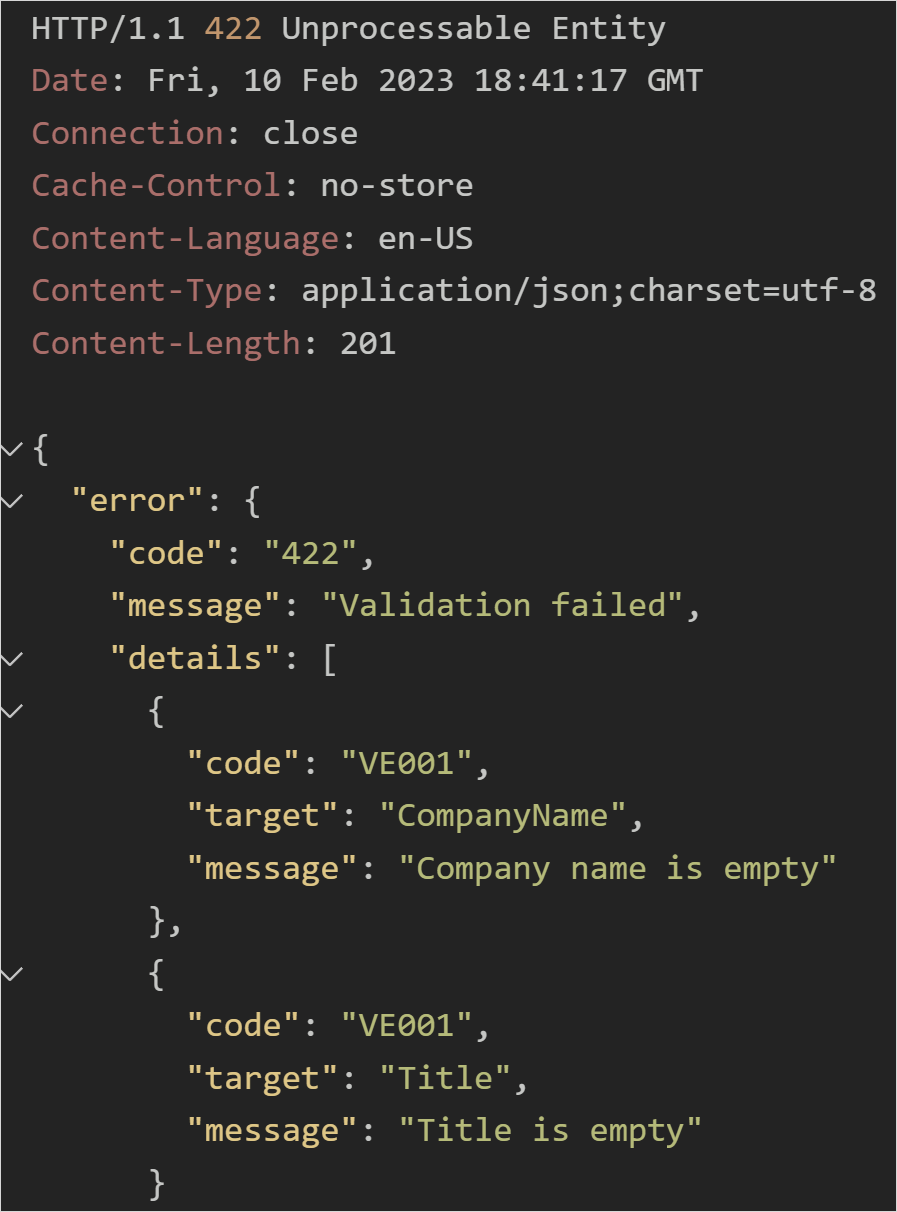 HTTP/1.1 422 Unprocessable Entity
Date: Fri, 10 Feb 2023 18:41:17 GMT
Connection: close
Cache-Control: no-store
Content-Language: en-US
Content-Type: application/json;charset=utf-8
Content-Length: 201

{
  "error": {
    "code": "422",
    "message": "Validation failed",
    "details": [
      {
        "code": "VE001",
        "target": "CompanyName",
        "message": "Company name is empty"
      },
      {
        "code": "VE001",
        "target": "Title",
        "message": "Title is empty"
      }